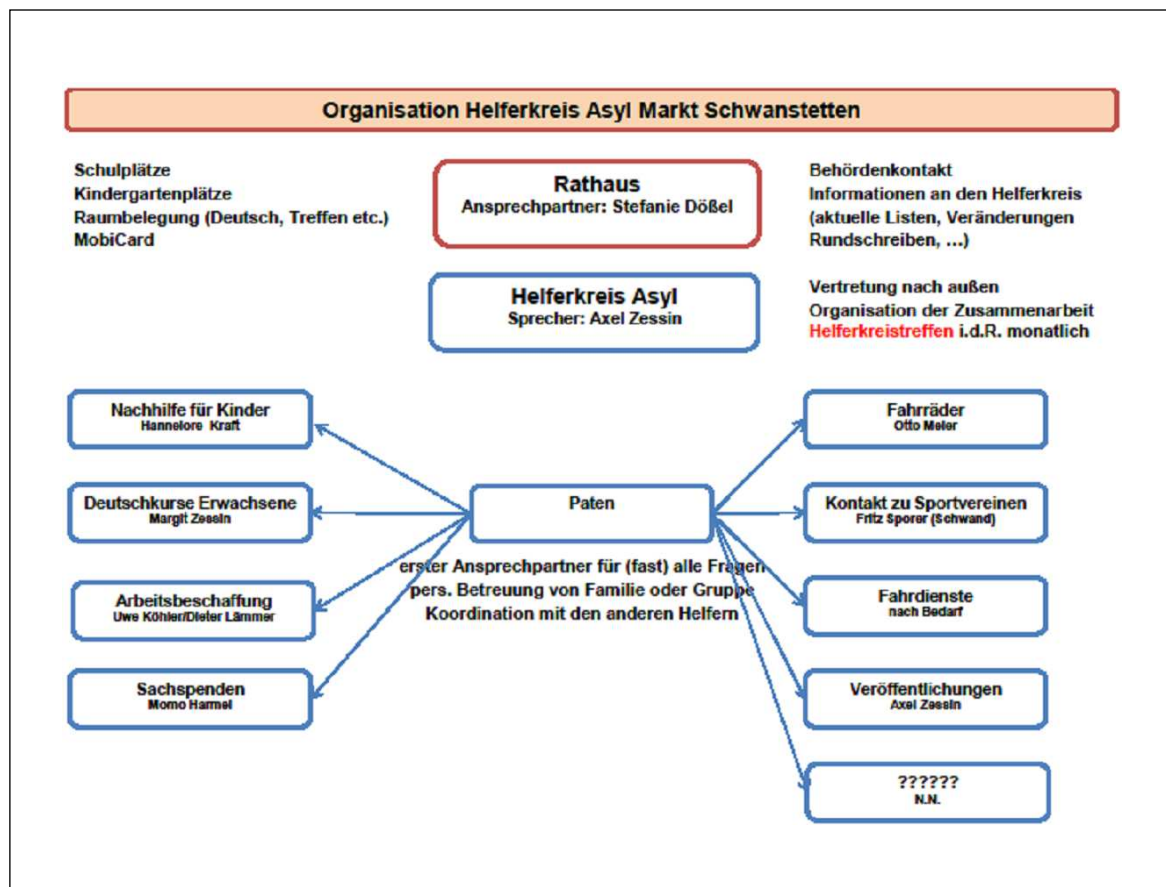 Organisation Helferkreis Asyl Markt Schwanstetten
Schulplätze
Kindergartenplätze
Raumbelegung (Deutsch, Treffen etc.)
MobiCard
Rathaus
Ansprechpartner: Stefanie Dößel
Behördenkontakt
Informationen an den Helferkreis
(aktuelle Listen, Veränderungen
Rundschreiben, ...)
Helferkreis Asyl
Sprecher: Axel Zessin
Vertretung nach außen
Organisation der Zusammenarbeit
Helferkreistreffen i.d.R. monatlich
Nachhilfe für Kinder
Hannelore Kraft
Deutschkurse Erwachsene
Margit Zessin
Arbeitsbeschaffung
Uwe Köhler/Dieter Lämmer
Sachspenden
Momo Harmel
Paten
erster Ansprechpartner für (fast) alle Fragen
pers. Betreuung von Familie oder Gruppe
Koordination mit den anderen Helfern
Fahrräder
Otto Meier
Kontakt zu Sportvereinen
Fritz Sporer (Schwand)
Fahrdienste
nach Bedarf
Veröffentlichungen
Axel Zessin
??????
N.N.